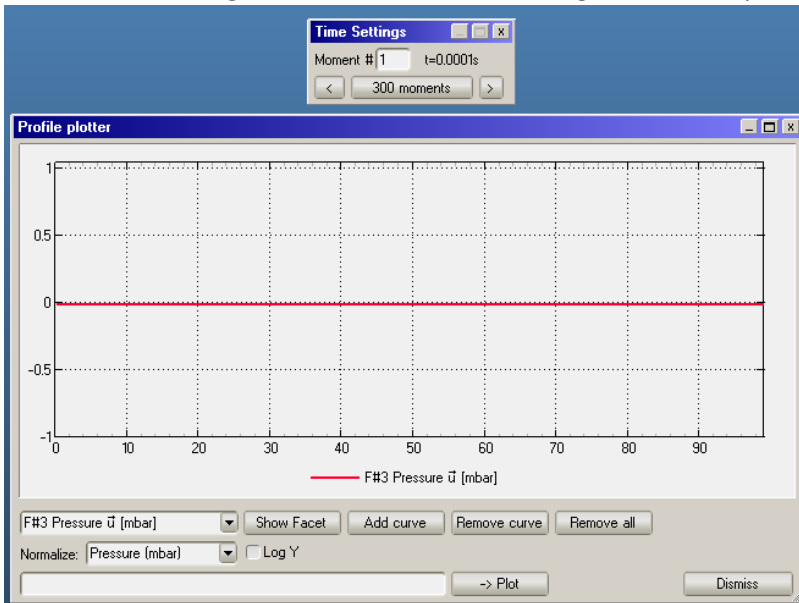 Time Settings
Moment # 1 t=0.0001s
< 300 moments >
Profile plotter
1
0.5
0
-0.5
-1
0 10 20 30 40 50 60 70 80 90
F#3 Pressure u⃗ [mbar]
F#3 Pressure u⃗ [mbar] Show Facet Add curve Remove curve Remove all
Normalize: Pressure (mbar) Log Y
-> Plot Dismiss